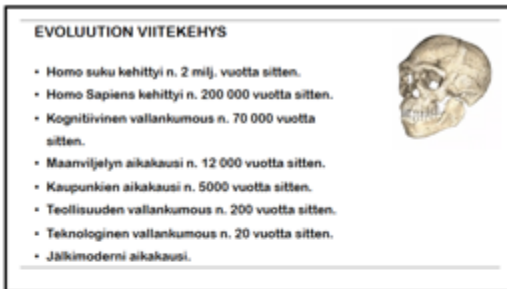 EVOLUUTION VIITEKEHYS
• Homo suku kehittyi n. 2 milj. vuotta sitten.
• Homo Sapiens kehittyi n. 200 000 vuotta sitten.
• Kognitiivinen vallankumous n. 70 000 vuotta
sitten.
• Maanviljelyn aikakausi n. 12 000 vuotta sitten.
• Kaupunkien aikakausi n. 5000 vuotta sitten.
• Teollisuuden vallankumous n. 200 vuotta sitten.
• Teknologinen vallankumous n. 20 vuotta sitten.
• Jälkimoderni aikakausi.